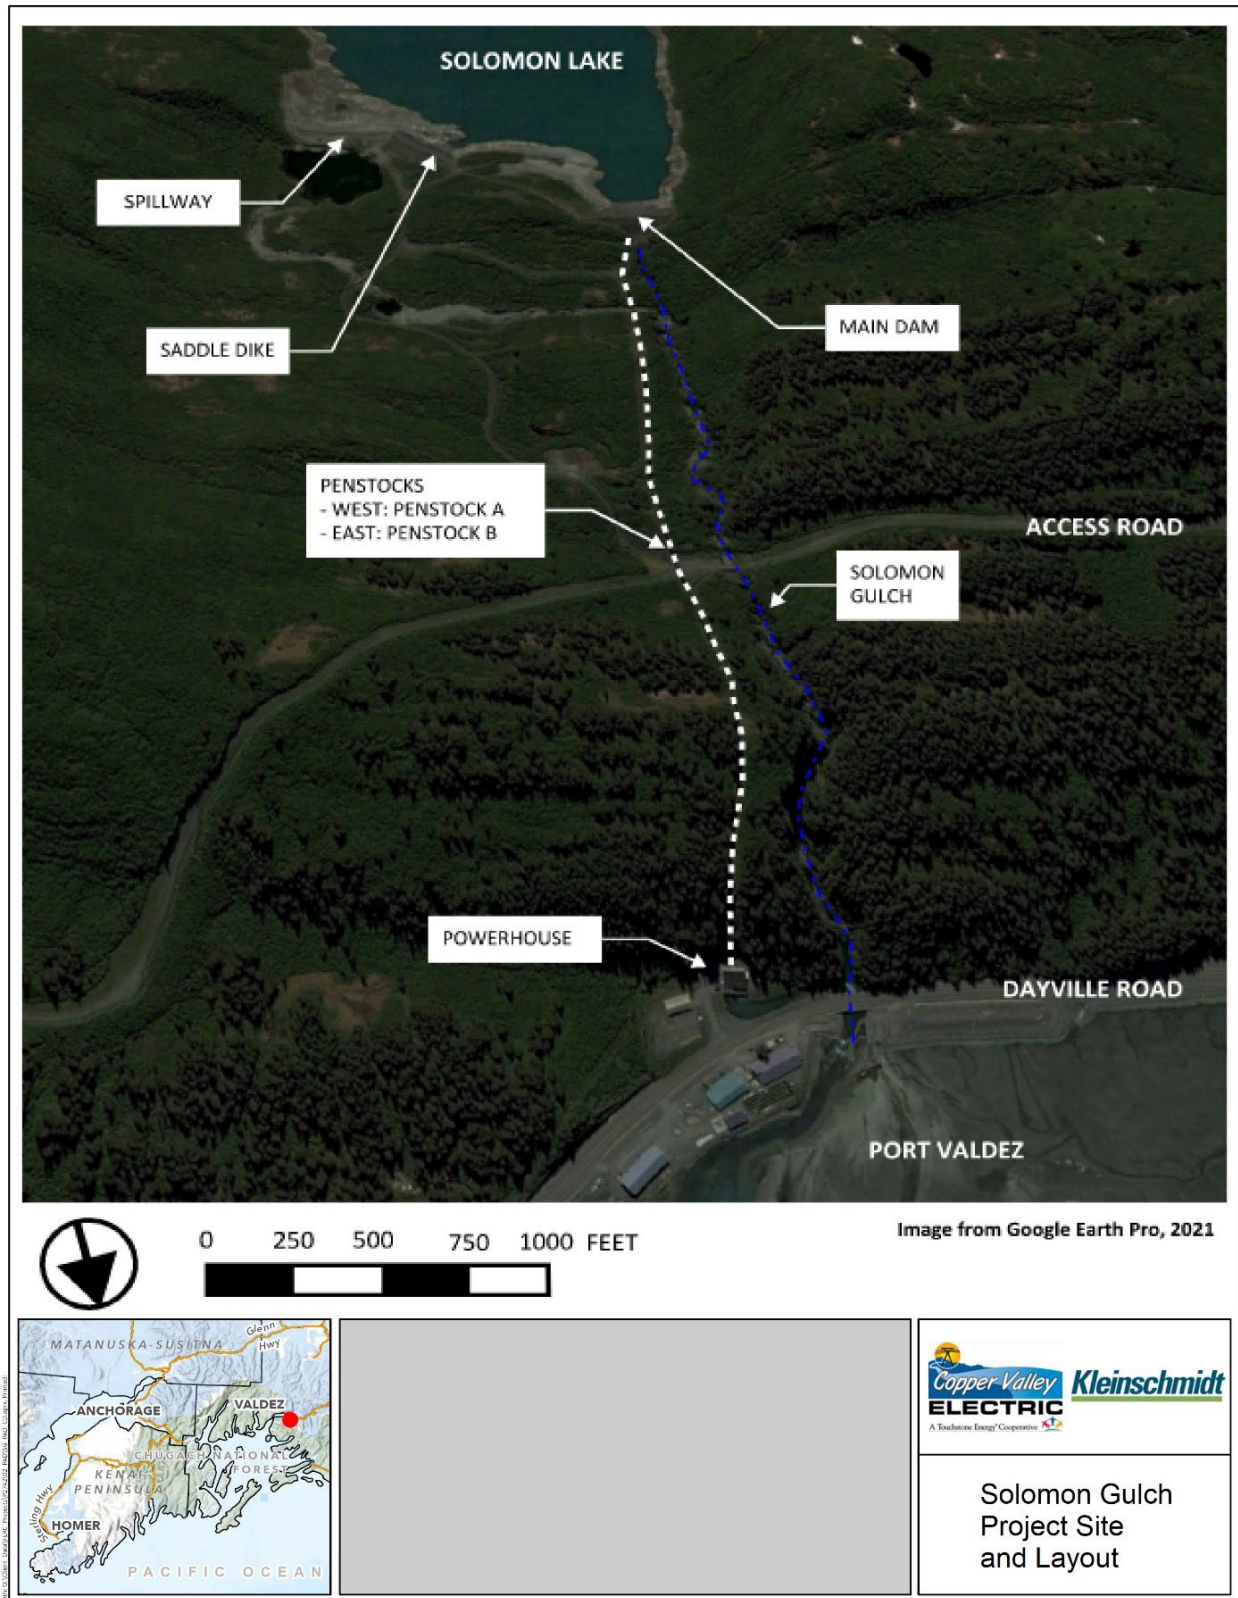 SOLOMON LAKE
SPILLWAY
SADDLE DIKE
MAIN DAM
PENSTOCKS
- WEST: PENSTOCK A
- EAST: PENSTOCK B
ACCESS ROAD
SOLOMON
GULCH
POWERHOUSE
DAYVILLE ROAD
PORT VALDEZ
0 250 500 750 1000 FEET
Image from Google Earth Pro, 2021
MATANUSKA-SUSITNA
Glenn
Hwy
ANCHORAGE
VALDEZ
CHUGACH NATIONAL
FOREST
KENAI
PENINSULA
Sterling Hwy
HOMER
PACIFIC OCEAN
Copper Valley
ELECTRIC
A Touchstone Energy® Cooperative
Kleinschmidt
Solomon Gulch
Project Site
and Layout